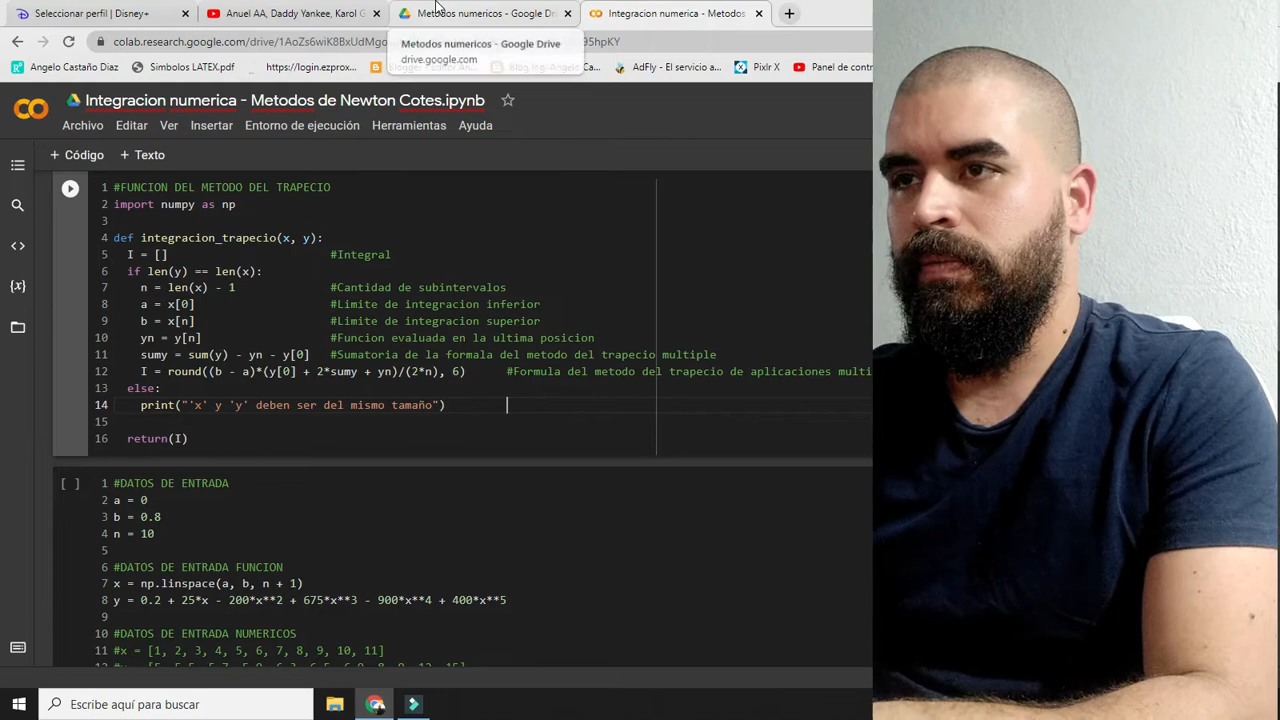 Seleccionar perfil | Disney+
Anuel AA, Daddy Yankee, Karol G
Metodos numericos - Google Dri
Integracion numerica - Metodos
colab.research.google.com/drive/1AoZs6wiK8BxUdMgo
95hpKY
Metodos numericos - Google Drive
drive.google.com
Angelo Castaño Diaz
Simbolos LATEX.pdf
https://login.ezprox
Blogger Editor An
Blog Ing. Angelo Cas
AdFly - El servicio a
Pixlr X
Panel de contro
Integracion numerica - Metodos de Newton Cotes.ipynb
Archivo Editar Ver Insertar Entorno de ejecución Herramientas Ayuda
+ Código + Texto
1 #FUNCION DEL METODO DEL TRAPECIO
2 import numpy as np
3
4 def integracion_trapecio(x, y):
5 I = [] #Integral
6 if len(y) == len(x):
7 n = len(x) - 1 #Cantidad de subintervalos
8 a = x[0] #Limite de integracion inferior
9 b = x[n] #Limite de integracion superior
10 yn = y[n] #Funcion evaluada en la ultima posicion
11 sumy = sum(y) - yn - y[0] #Sumatoria de la formala del metodo del trapecio multiple
12 I = round((b - a)*(y[0] + 2*sumy + yn)/(2*n), 6) #Formula del metodo del trapecio de aplicaciones multi
13 else:
14 print("'x' y 'y' deben ser del mismo tamaño")
15
16 return(I)
[ ] 1 #DATOS DE ENTRADA
2 a = 0
3 b = 0.8
4 n = 10
5
6 #DATOS DE ENTRADA FUNCION
7 x = np.linspace(a, b, n + 1)
8 y = 0.2 + 25*x - 200*x**2 + 675*x**3 - 900*x**4 + 400*x**5
9
10 #DATOS DE ENTRADA NUMERICOS
11 #x = [1, 2, 3, 4, 5, 6, 7, 8, 9, 10, 11]
Escribe aquí para buscar